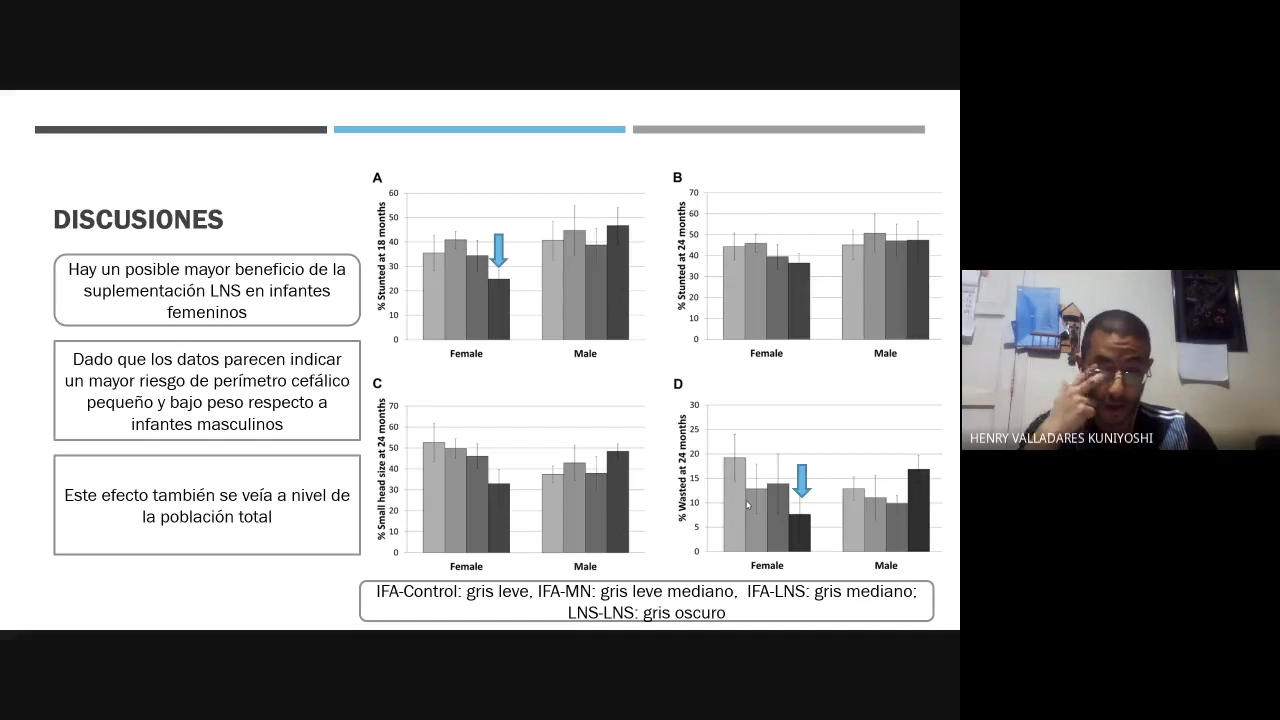 DISCUSIONES
Hay un posible mayor beneficio de la
suplementación LNS en infantes
femeninos
Dado que los datos parecen indicar
un mayor riesgo de perímetro cefálico
pequeño y bajo peso respecto a
infantes masculinos
Este efecto también se veía a nivel de
la población total
A
% Stunted at 18 months
60
50
40
30
20
10
0
Female Male
B
% Stunted at 24 months
70
60
50
40
30
20
10
0
Female Male
C
% Small head size at 24 months
70
60
50
40
30
20
10
0
Female Male
D
% Wasted at 24 months
30
25
20
15
10
5
0
Female Male
IFA-Control: gris leve, IFA-MN: gris leve mediano, IFA-LNS: gris mediano;
LNS-LNS: gris oscuro
HENRY VALLADARES KUNIYOSHI